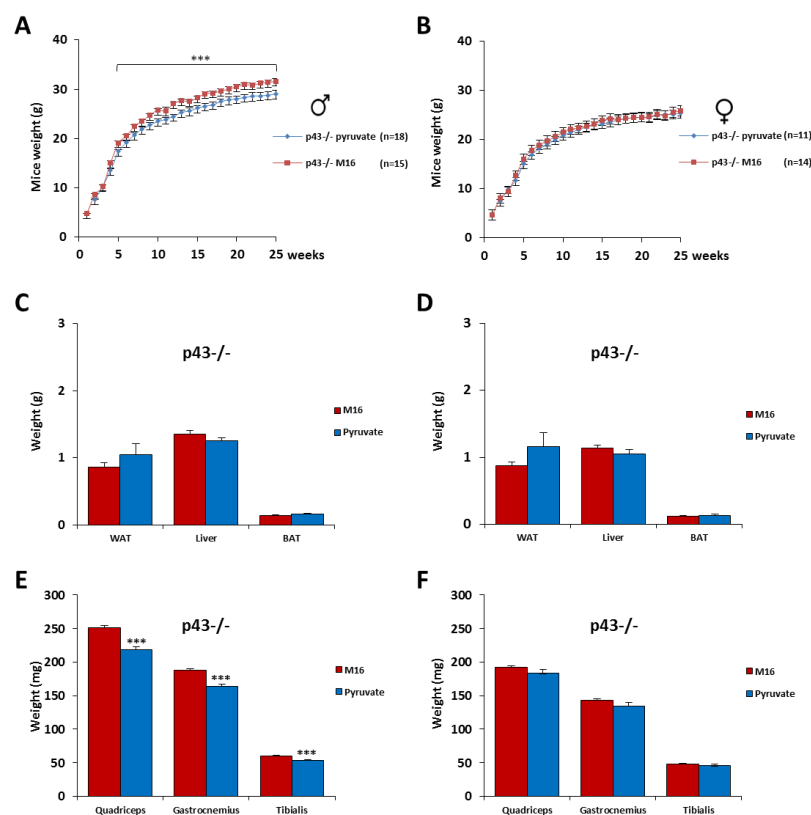 A
B
40
30
20
10
0
Mice weight (g)
***
♂
p43-/- pyruvate (n=18)
p43-/- M16 (n=15)
0 5 10 15 20 25 weeks
40
30
20
10
0
Mice weight (g)
♀
p43-/- pyruvate (n=11)
p43-/- M16 (n=14)
0 5 10 15 20 25 weeks
C
D
3
2
1
0
Weight (g)
p43-/-
M16
Pyruvate
WAT Liver BAT
3
2
1
0
Weight (g)
p43-/-
M16
Pyruvate
WAT Liver BAT
E
F
300
250
200
150
100
50
0
Weight (mg)
p43-/-
***
***
***
M16
Pyruvate
Quadriceps Gastrocnemius Tibialis
300
250
200
150
100
50
0
Weight (mg)
p43-/-
M16
Pyruvate
Quadriceps Gastrocnemius Tibialis